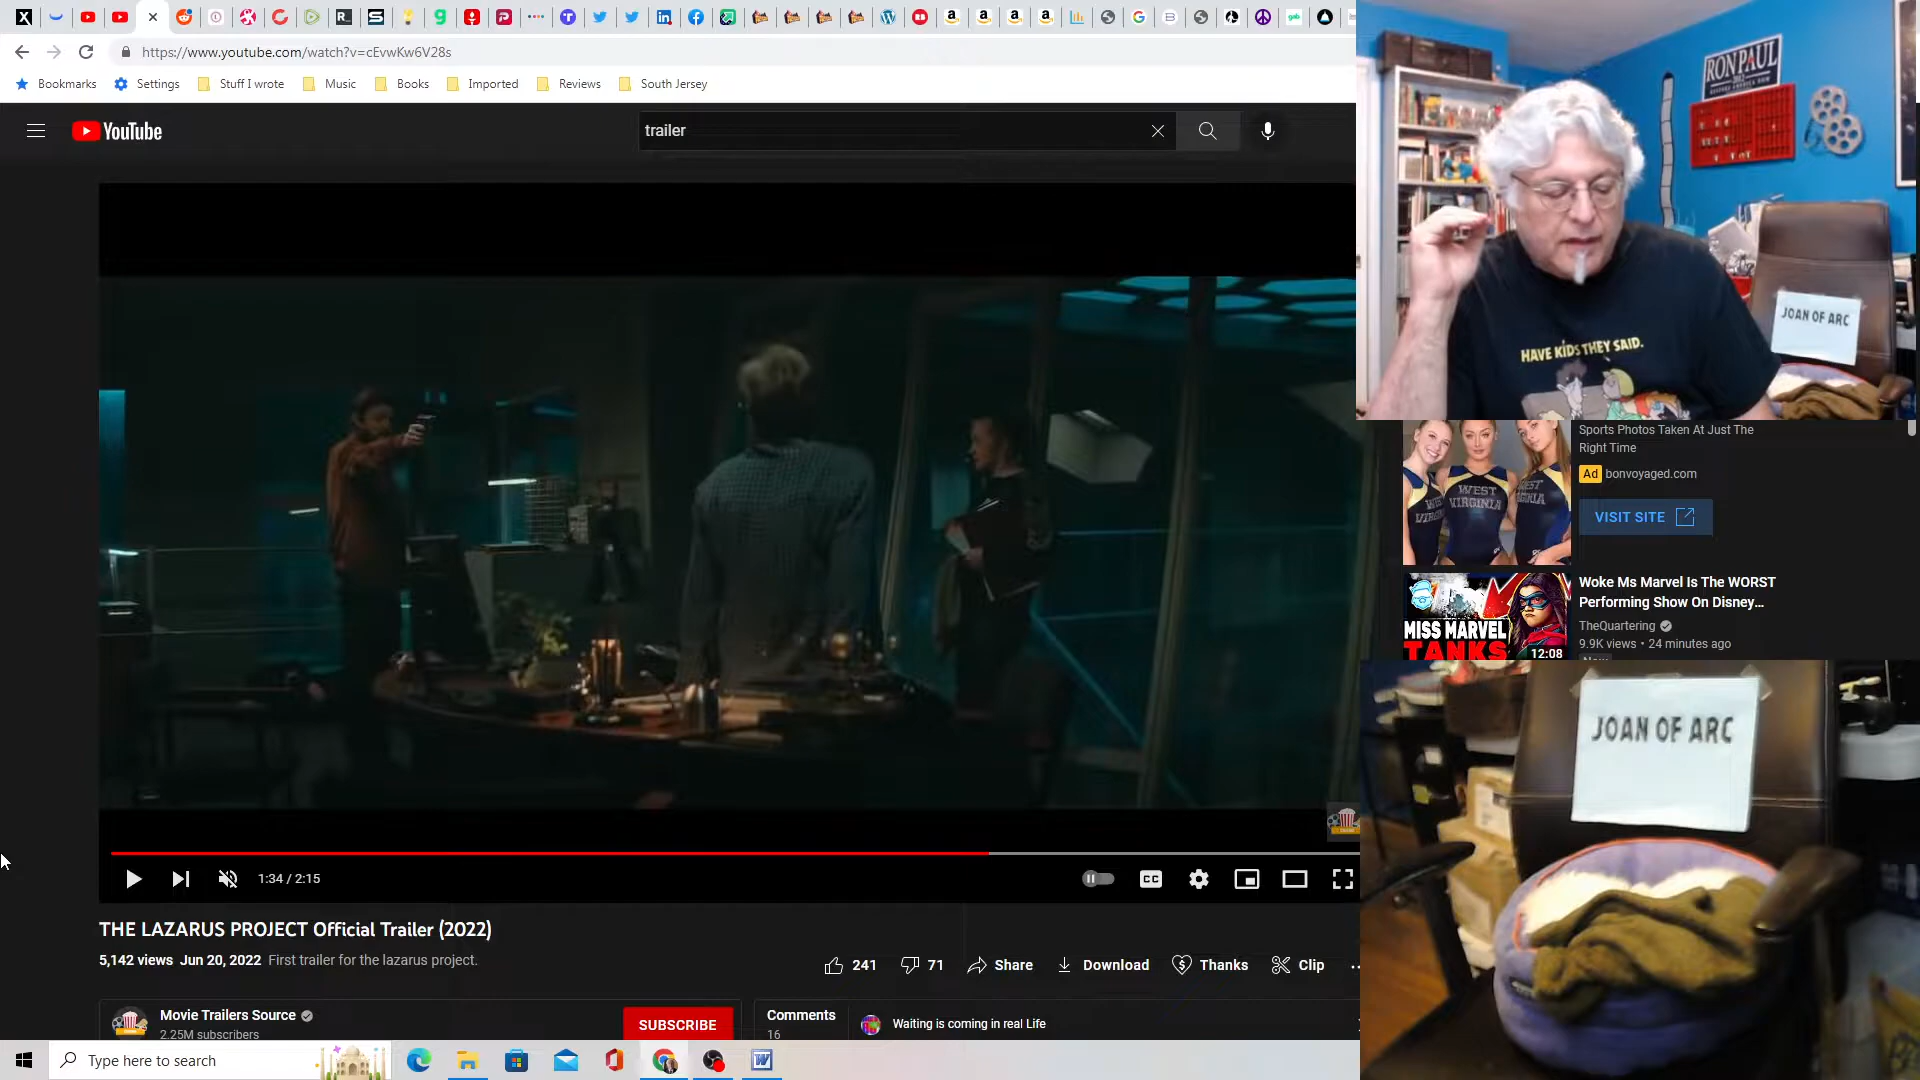 https://www.youtube.com/watch?v=cEvwKw6V28s
Bookmarks
Settings
Stuff I wrote
Music
Books
Imported
Reviews
South Jersey
YouTube
trailer
RON PAUL
JOAN OF ARC
HAVE KIDS THEY SAID.
Sports Photos Taken At Just The
Right Time
Ad bonvoyaged.com
VISIT SITE
WEST
VIRGINIA
Woke Ms Marvel Is The WORST
Performing Show On Disney...
TheQuartering
9.9K views • 24 minutes ago
MISS MARVEL
TANKS
12:08
JOAN OF ARC
1:34 / 2:15
CC
THE LAZARUS PROJECT Official Trailer (2022)
5,142 views Jun 20, 2022 First trailer for the lazarus project.
241
71
Share
Download
Thanks
Clip
Movie Trailers Source
2.25M subscribers
SUBSCRIBE
Comments
16
Waiting is coming in real Life
Type here to search